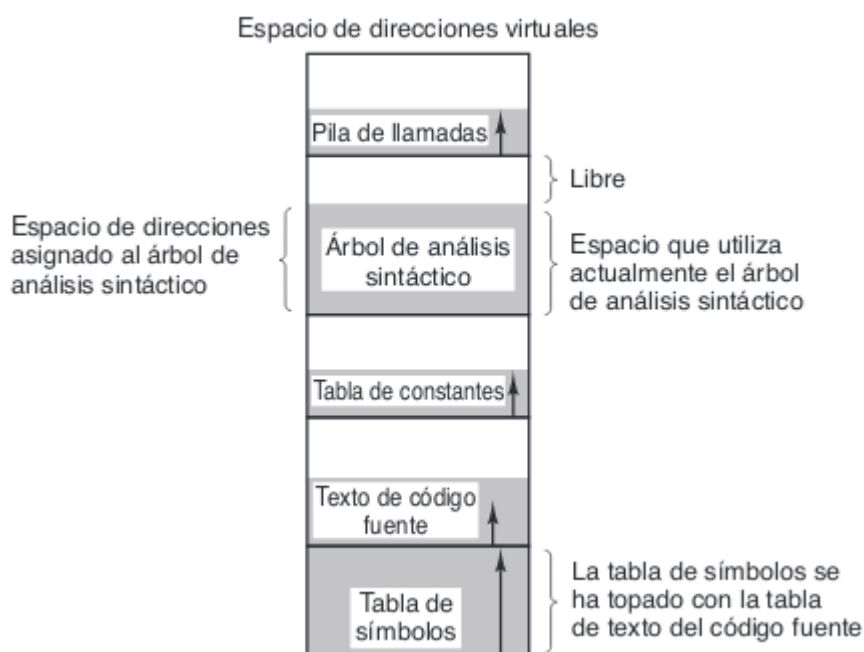 Espacio de direcciones virtuales
Pila de llamadas
Libre
Espacio de direcciones
asignado al árbol de
análisis sintáctico
Árbol de análisis
sintáctico
Espacio que utiliza
actualmente el árbol
de análisis sintáctico
Tabla de constantes
Texto de código
fuente
Tabla de
símbolos
La tabla de símbolos se
ha topado con la tabla
de texto del código fuente